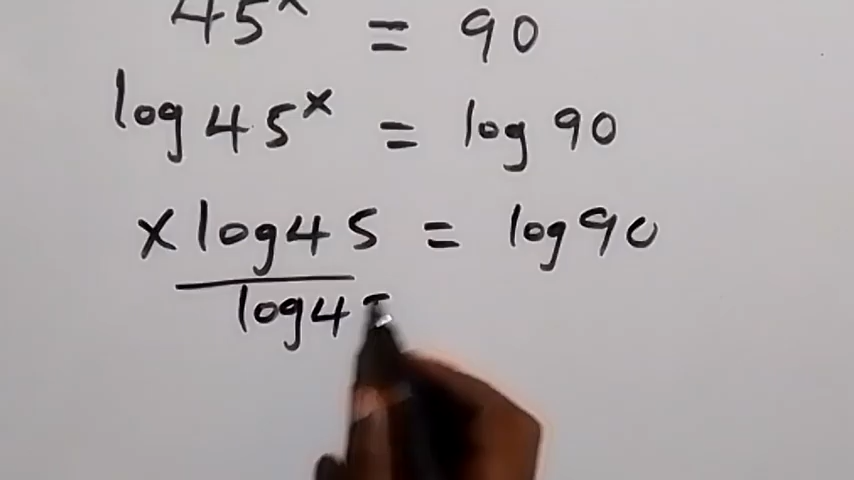 45^x = 90
log 45^x = log 90
x log 45 = log 90
log 45